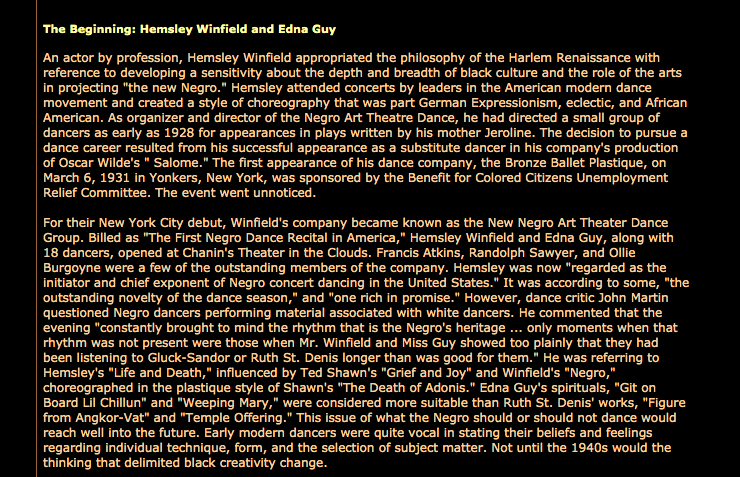 The Beginning: Hemsley Winfield and Edna Guy
An actor by profession, Hemsley Winfield appropriated the philosophy of the Harlem Renaissance with
reference to developing a sensitivity about the depth and breadth of black culture and the role of the arts
in projecting "the new Negro." Hemsley attended concerts by leaders in the American modern dance
movement and created a style of choreography that was part German Expressionism, eclectic, and African
American. As organizer and director of the Negro Art Theatre Dance, he had directed a small group of
dancers as early as 1928 for appearances in plays written by his mother Jeroline. The decision to pursue a
dance career resulted from his successful appearance as a substitute dancer in his company's production
of Oscar Wilde's " Salome." The first appearance of his dance company, the Bronze Ballet Plastique, on
March 6, 1931 in Yonkers, New York, was sponsored by the Benefit for Colored Citizens Unemployment
Relief Committee. The event went unnoticed.
For their New York City debut, Winfield's company became known as the New Negro Art Theater Dance
Group. Billed as "The First Negro Dance Recital in America," Hemsley Winfield and Edna Guy, along with
18 dancers, opened at Chanin's Theater in the Clouds. Francis Atkins, Randolph Sawyer, and Ollie
Burgoyne were a few of the outstanding members of the company. Hemsley was now "regarded as the
initiator and chief exponent of Negro concert dancing in the United States." It was according to some, "the
outstanding novelty of the dance season," and "one rich in promise." However, dance critic John Martin
questioned Negro dancers performing material associated with white dancers. He commented that the
evening "constantly brought to mind the rhythm that is the Negro's heritage ... only moments when that
rhythm was not present were those when Mr. Winfield and Miss Guy showed too plainly that they had
been listening to Gluck-Sandor or Ruth St. Denis longer than was good for them." He was referring to
Hemsley's "Life and Death," influenced by Ted Shawn's "Grief and Joy" and Winfield's "Negro,"
choreographed in the plastique style of Shawn's "The Death of Adonis." Edna Guy's spirituals, "Git on
Board Lil Chillun" and "Weeping Mary," were considered more suitable than Ruth St. Denis' works, "Figure
from Angkor-Vat" and "Temple Offering." This issue of what the Negro should or should not dance would
reach well into the future. Early modern dancers were quite vocal in stating their beliefs and feelings
regarding individual technique, form, and the selection of subject matter. Not until the 1940s would the
thinking that delimited black creativity change.